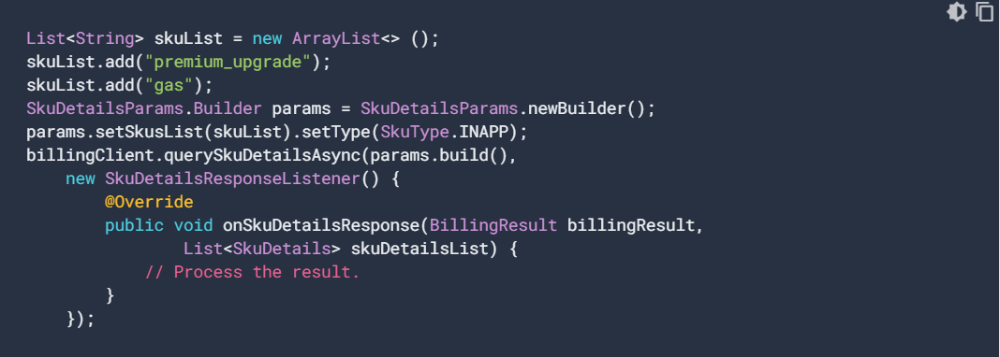 List<String> skuList = new ArrayList<> ();
skuList.add("premium_upgrade");
skuList.add("gas");
SkuDetailsParams.Builder params = SkuDetailsParams.newBuilder();
params.setSkusList(skuList).setType(SkuType.INAPP);
billingClient.querySkuDetailsAsync(params.build(),
    new SkuDetailsResponseListener() {
        @Override
        public void onSkuDetailsResponse(BillingResult billingResult,
                List<SkuDetails> skuDetailsList) {
            // Process the result.
        }
    });